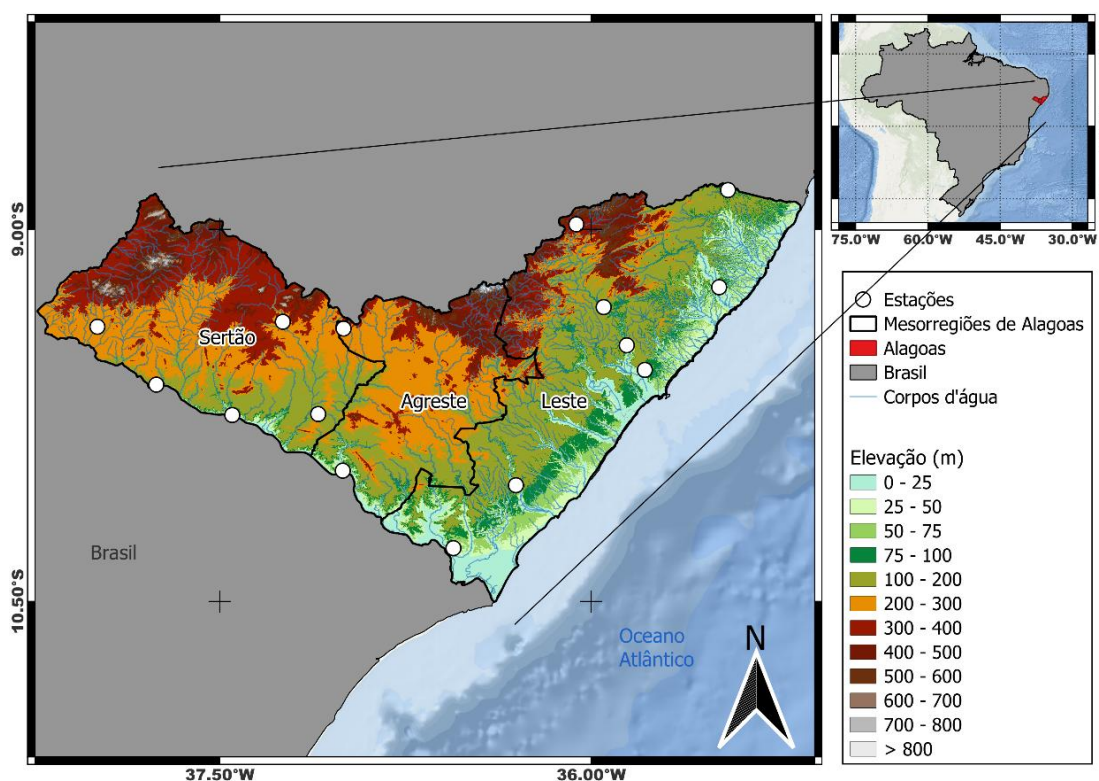 9.00°S
10.50°S
37.50°W
36.00°W
Sertão
Agreste
Leste
Brasil
Oceano
Atlântico
N
75.0°W
60.0°W
45.0°W
30.0°W
Estações
Mesorregiões de Alagoas
Alagoas
Brasil
Corpos d'água
Elevação (m)
0 - 25
25 - 50
50 - 75
75 - 100
100 - 200
200 - 300
300 - 400
400 - 500
500 - 600
600 - 700
700 - 800
> 800